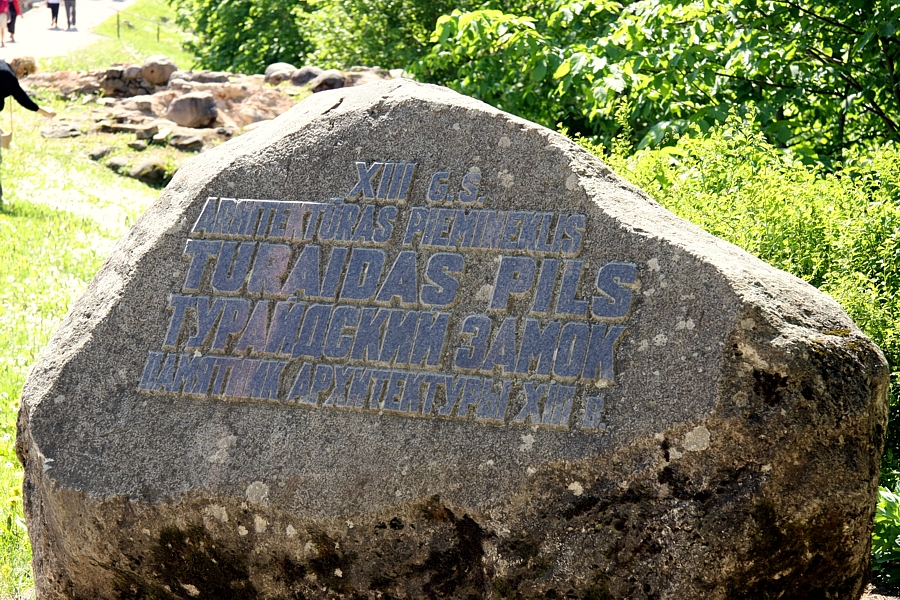 XIII G.S.
ARHITEKTŪRAS PIEMINEKLIS
TURAIDAS PILS
ТУРАЙДСКИЙ ЗАМОК
ПАМЯТНИК АРХИТЕКТУРЫ XIII в.